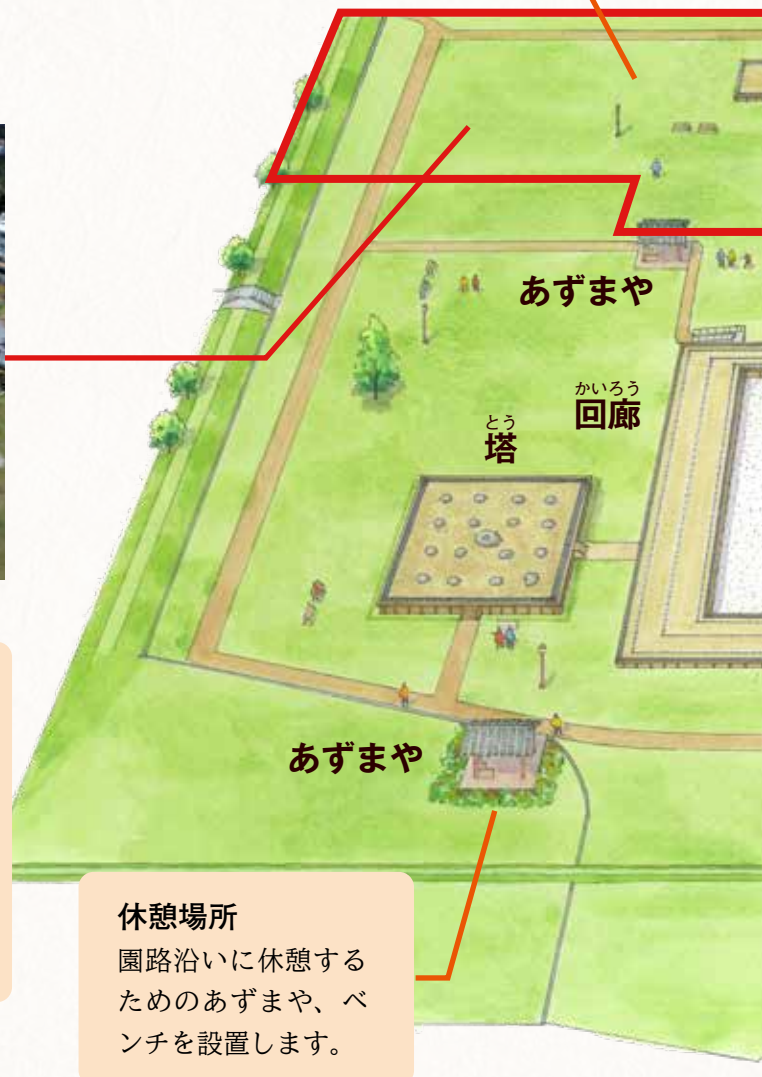 あずまや
かいろう
回廊
とう
塔
あずまや
休憩場所
園路沿いに休憩する
ためのあずまや、ベ
ンチを設置します。